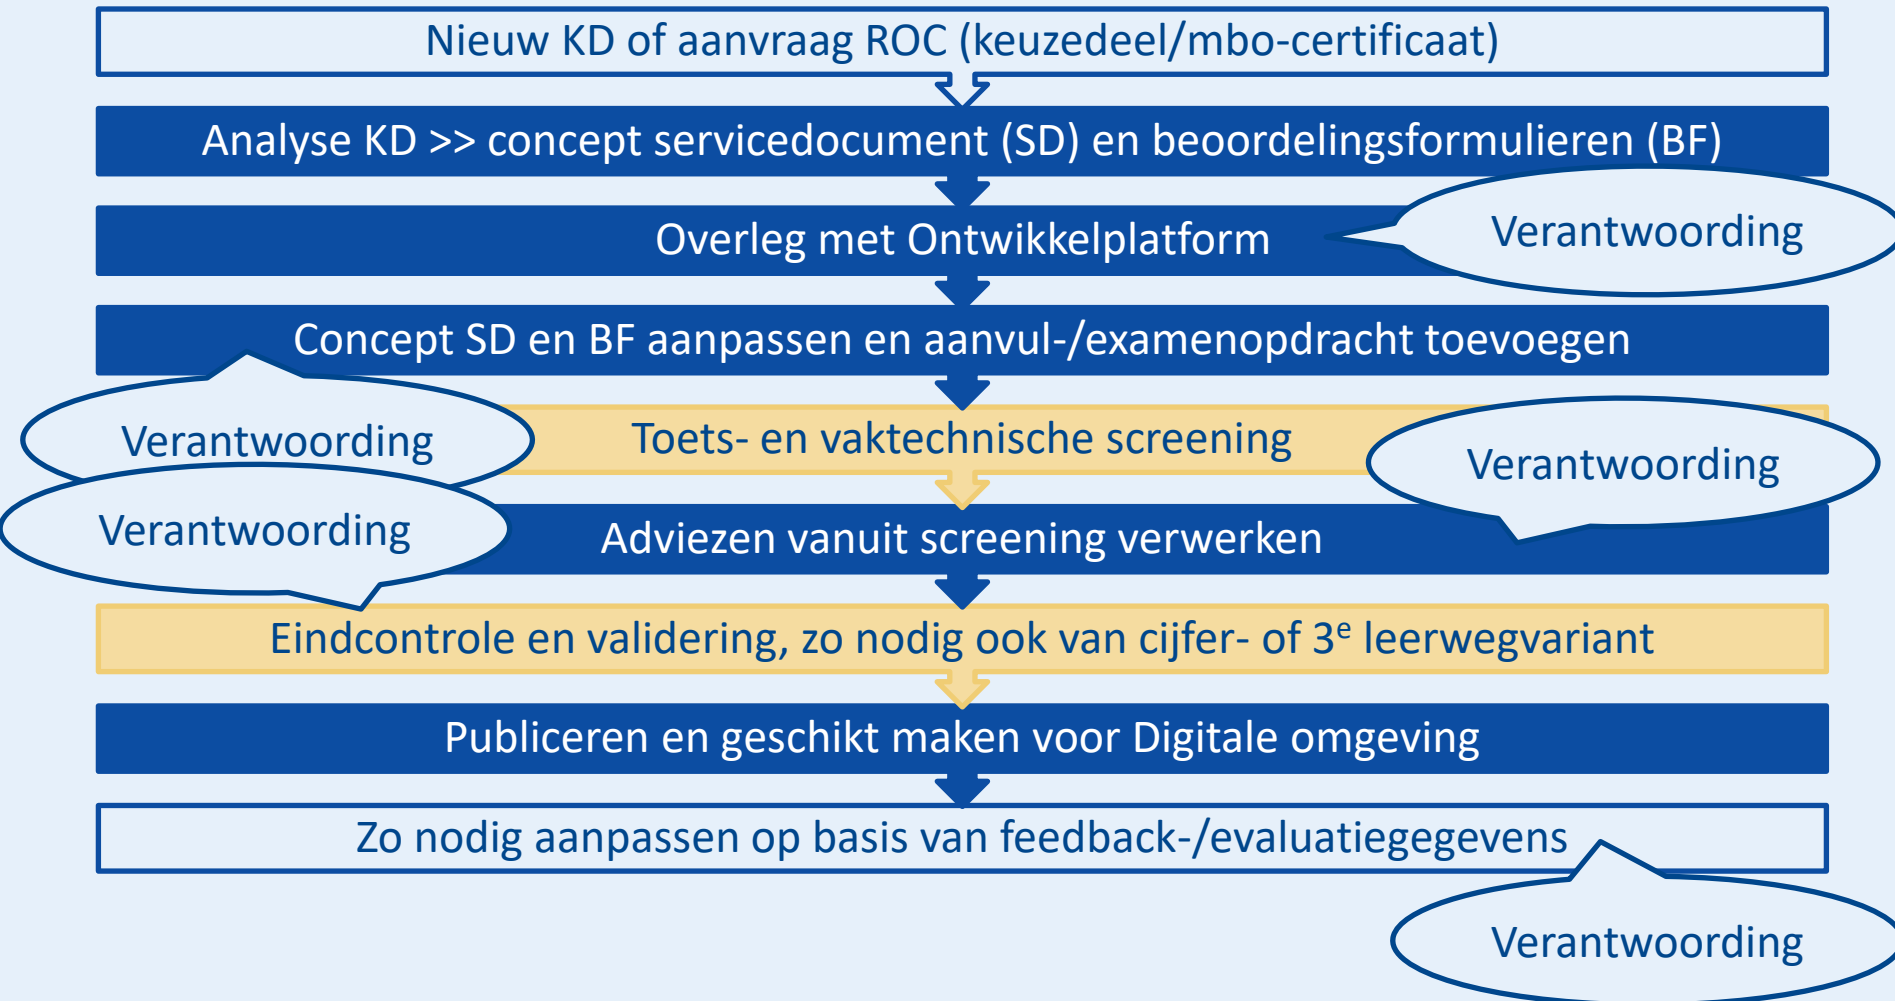 Nieuw KD of aanvraag ROC (keuzedeel/mbo-certificaat)
Analyse KD >> concept servicedocument (SD) en beoordelingsformulieren (BF)
Overleg met Ontwikkelplatform
Verantwoording
Concept SD en BF aanpassen en aanvul-/examenopdracht toevoegen
Verantwoording
Toets- en vaktechnische screening
Verantwoording
Verantwoording
Adviezen vanuit screening verwerken
Eindcontrole en validering, zo nodig ook van cijfer- of 3ᵉ leerwegvariant
Publiceren en geschikt maken voor Digitale omgeving
Zo nodig aanpassen op basis van feedback-/evaluatiegegevens
Verantwoording